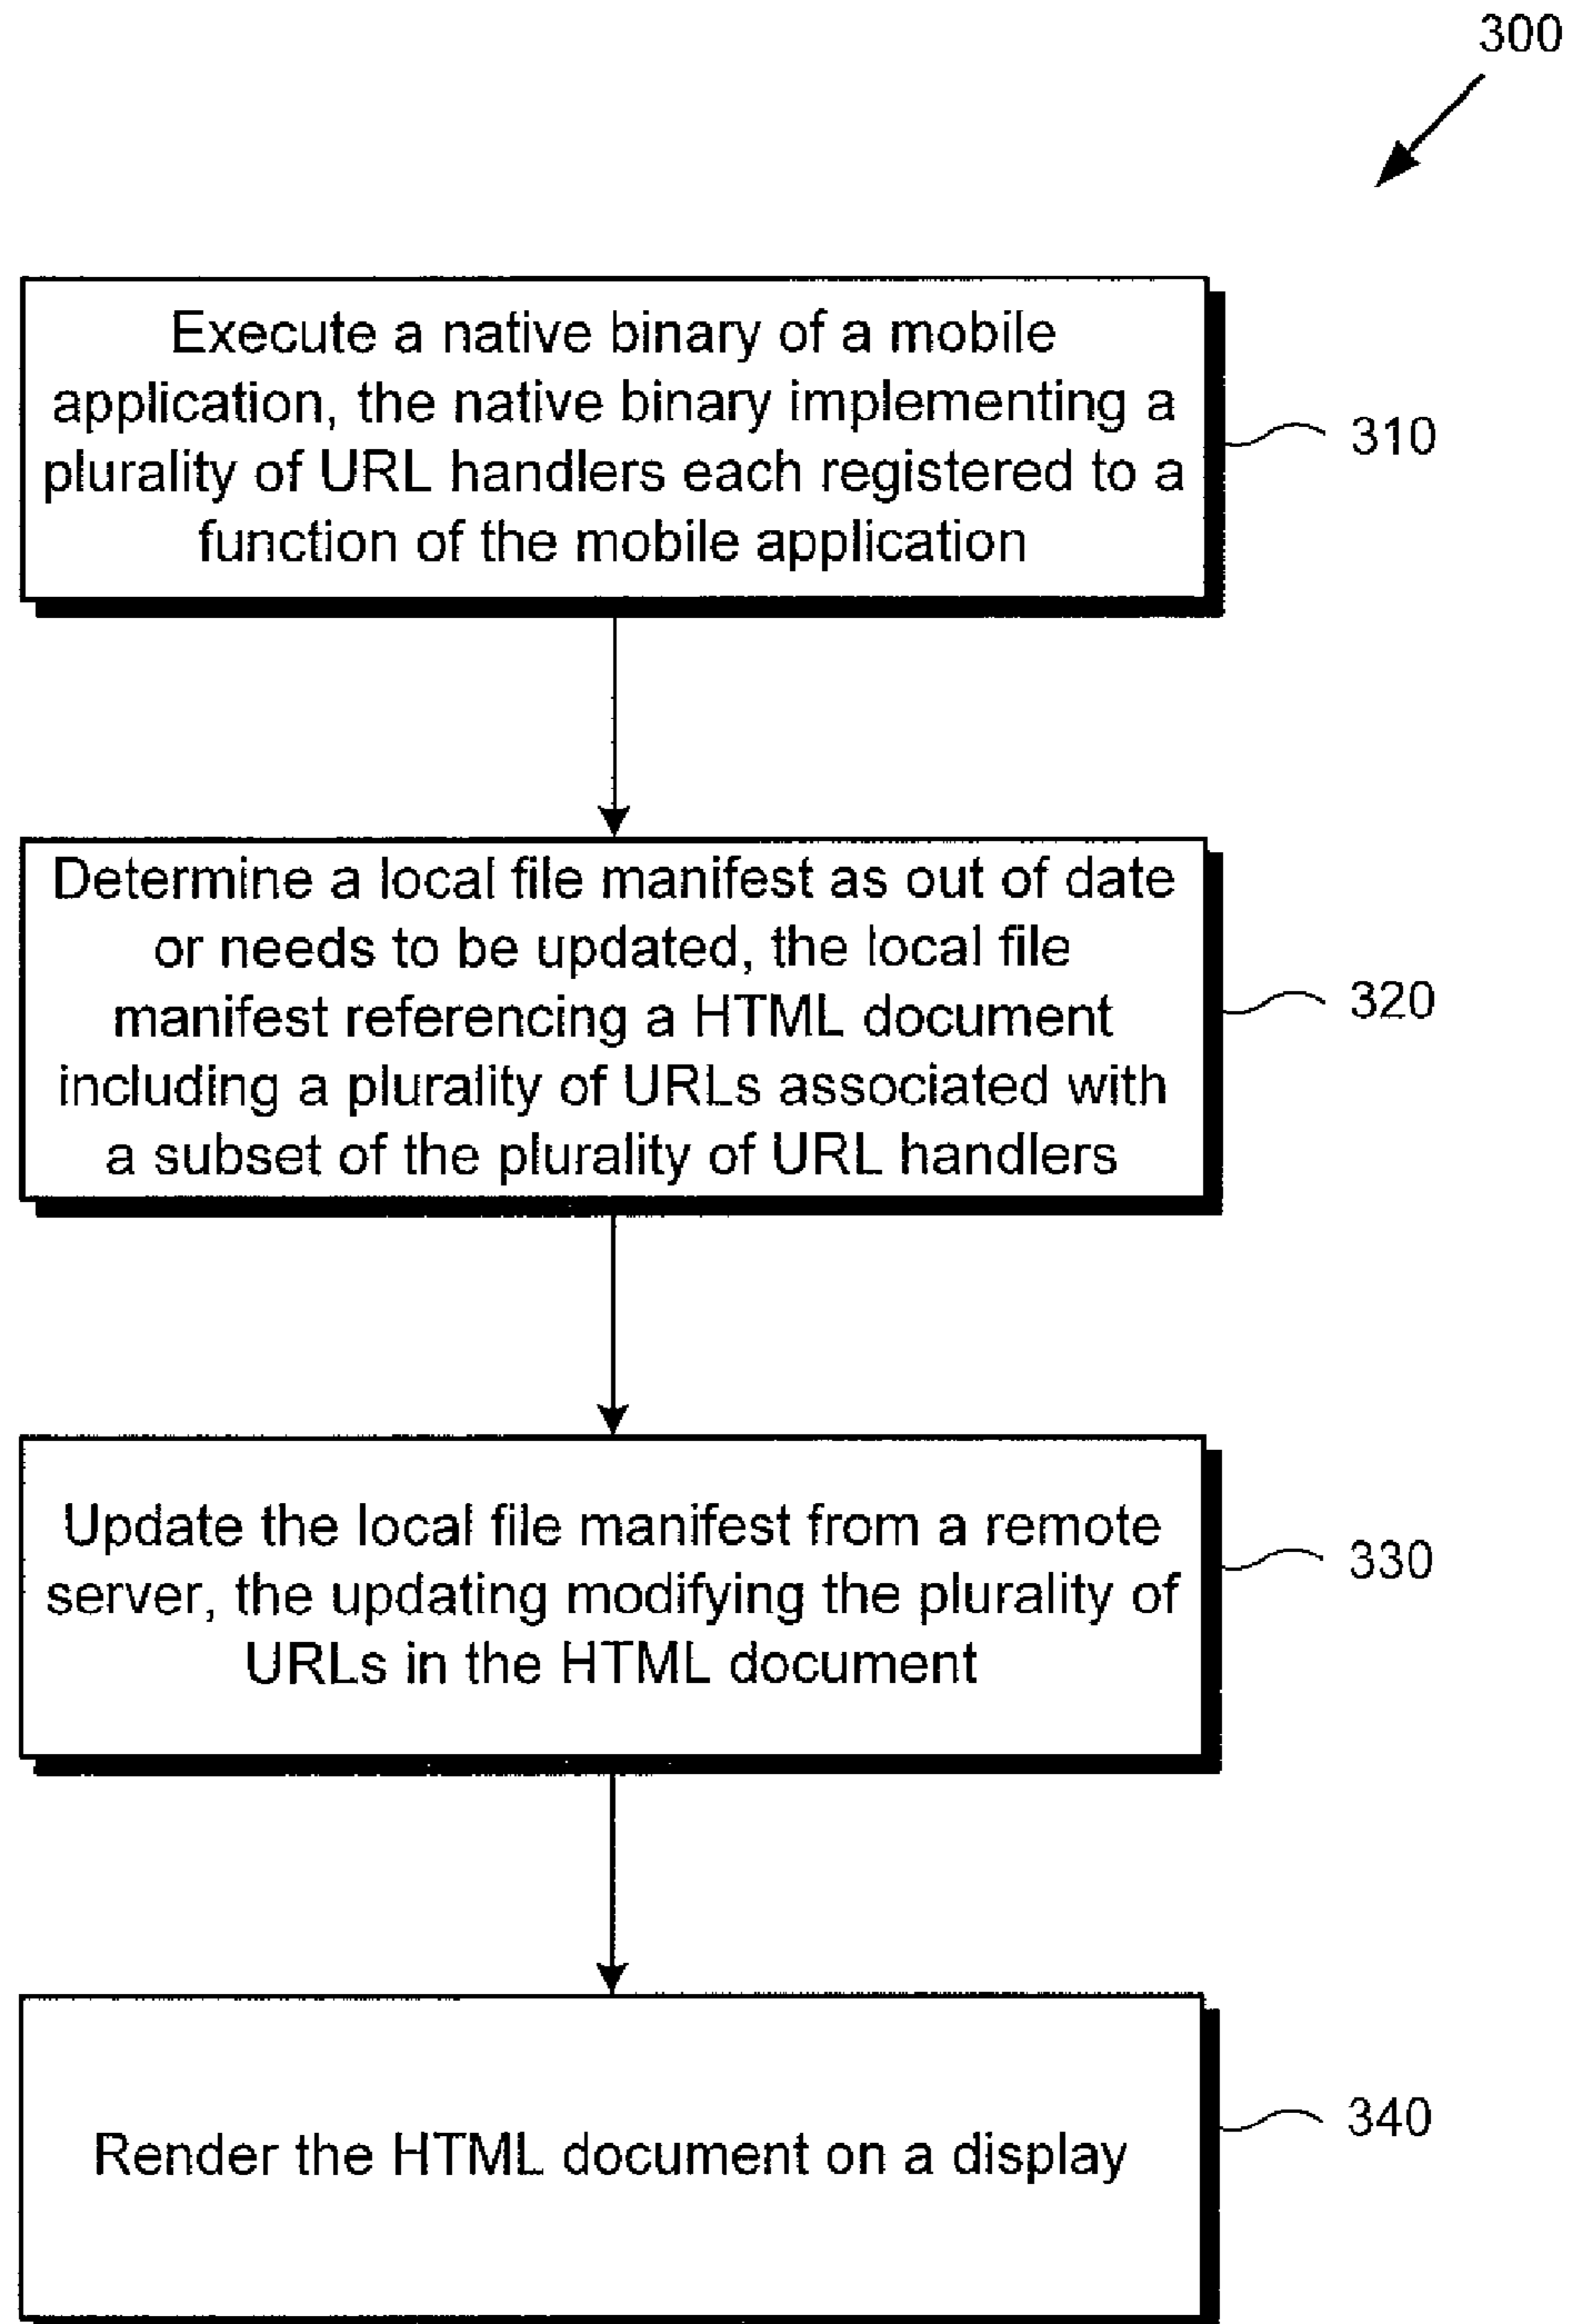 300
Execute a native binary of a mobile
application, the native binary implementing a
plurality of URL handlers each registered to a
function of the mobile application
310
Determine a local file manifest as out of date
or needs to be updated, the local file
manifest referencing a HTML document
including a plurality of URLs associated with
a subset of the plurality of URL handlers
320
Update the local file manifest from a remote
server, the updating modifying the plurality of
URLs in the HTML document
330
Render the HTML document on a display
340